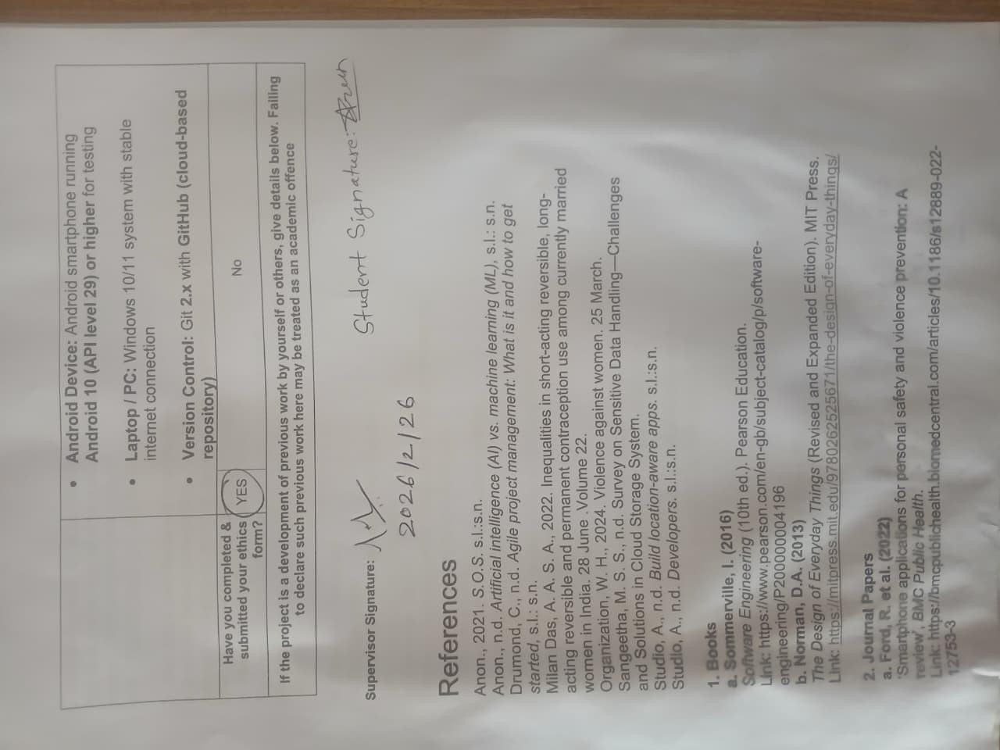 • Android Device: Android smartphone running
Android 10 (API level 29) or higher for testing
• Laptop / PC: Windows 10/11 system with stable
internet connection
• Version Control: Git 2.x with GitHub (cloud-based
repository)
Have you completed &
submitted your ethics
form?
YES
No
If the project is a development of previous work by yourself or others, give details below. Failing
to declare such previous work here may be treated as an academic offence
Supervisor Signature:
2026/2/26
Student Signature:
References
Anon., 2021. S.O.S. s.l.:s.n.
Anon., n.d. Artificial intelligence (AI) vs. machine learning (ML), s.l.: s.n.
Drumond, C., n.d. Agile project management: What is it and how to get
started, s.l.: s.n.
Milan Das, A. A. S. A., 2022. Inequalities in short-acting reversible, long-
acting reversible and permanent contraception use among currently married
women in India. 28 June .Volume 22.
Organization, W. H., 2024. Violence against women. 25 March.
Sangeetha, M. S. S., n.d. Survey on Sensitive Data Handling—Challenges
and Solutions in Cloud Storage System.
Studio, A., n.d. Build location-aware apps. s.l.:s.n.
Studio, A., n.d. Developers. s.l.:s.n.
1. Books
a. Sommerville, I. (2016)
Software Engineering (10th ed.). Pearson Education.
Link: https://www.pearson.com/en-gb/subject-catalog/p/software-
engineering/P200000004196
b. Norman, D.A. (2013)
The Design of Everyday Things (Revised and Expanded Edition). MIT Press.
Link: https://mitpress.mit.edu/9780262525671/the-design-of-everyday-things/
2. Journal Papers
a. Ford, R. et al. (2022)
'Smartphone applications for personal safety and violence prevention: A
review', BMC Public Health.
Link: https://bmcpublichealth.biomedcentral.com/articles/10.1186/s12889-022-
12753-3